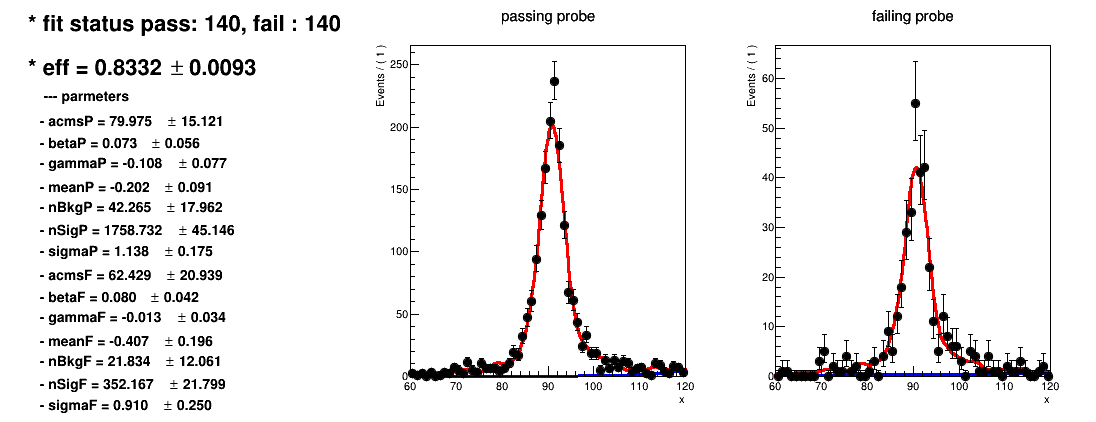 * fit status pass: 140, fail : 140
* eff = 0.8332 ± 0.0093
--- parmeters
- acmsP = 79.975 ± 15.121
- betaP = 0.073 ± 0.056
- gammaP = -0.108 ± 0.077
- meanP = -0.202 ± 0.091
- nBkgP = 42.265 ± 17.962
- nSigP = 1758.732 ± 45.146
- sigmaP = 1.138 ± 0.175
- acmsF = 62.429 ± 20.939
- betaF = 0.080 ± 0.042
- gammaF = -0.013 ± 0.034
- meanF = -0.407 ± 0.196
- nBkgF = 21.834 ± 12.061
- nSigF = 352.167 ± 21.799
- sigmaF = 0.910 ± 0.250
passing probe
Events / ( 1 )
250
200
150
100
50
0
60 70 80 90 100 110 120
x
failing probe
Events / ( 1 )
60
50
40
30
20
10
0
60 70 80 90 100 110 120
x